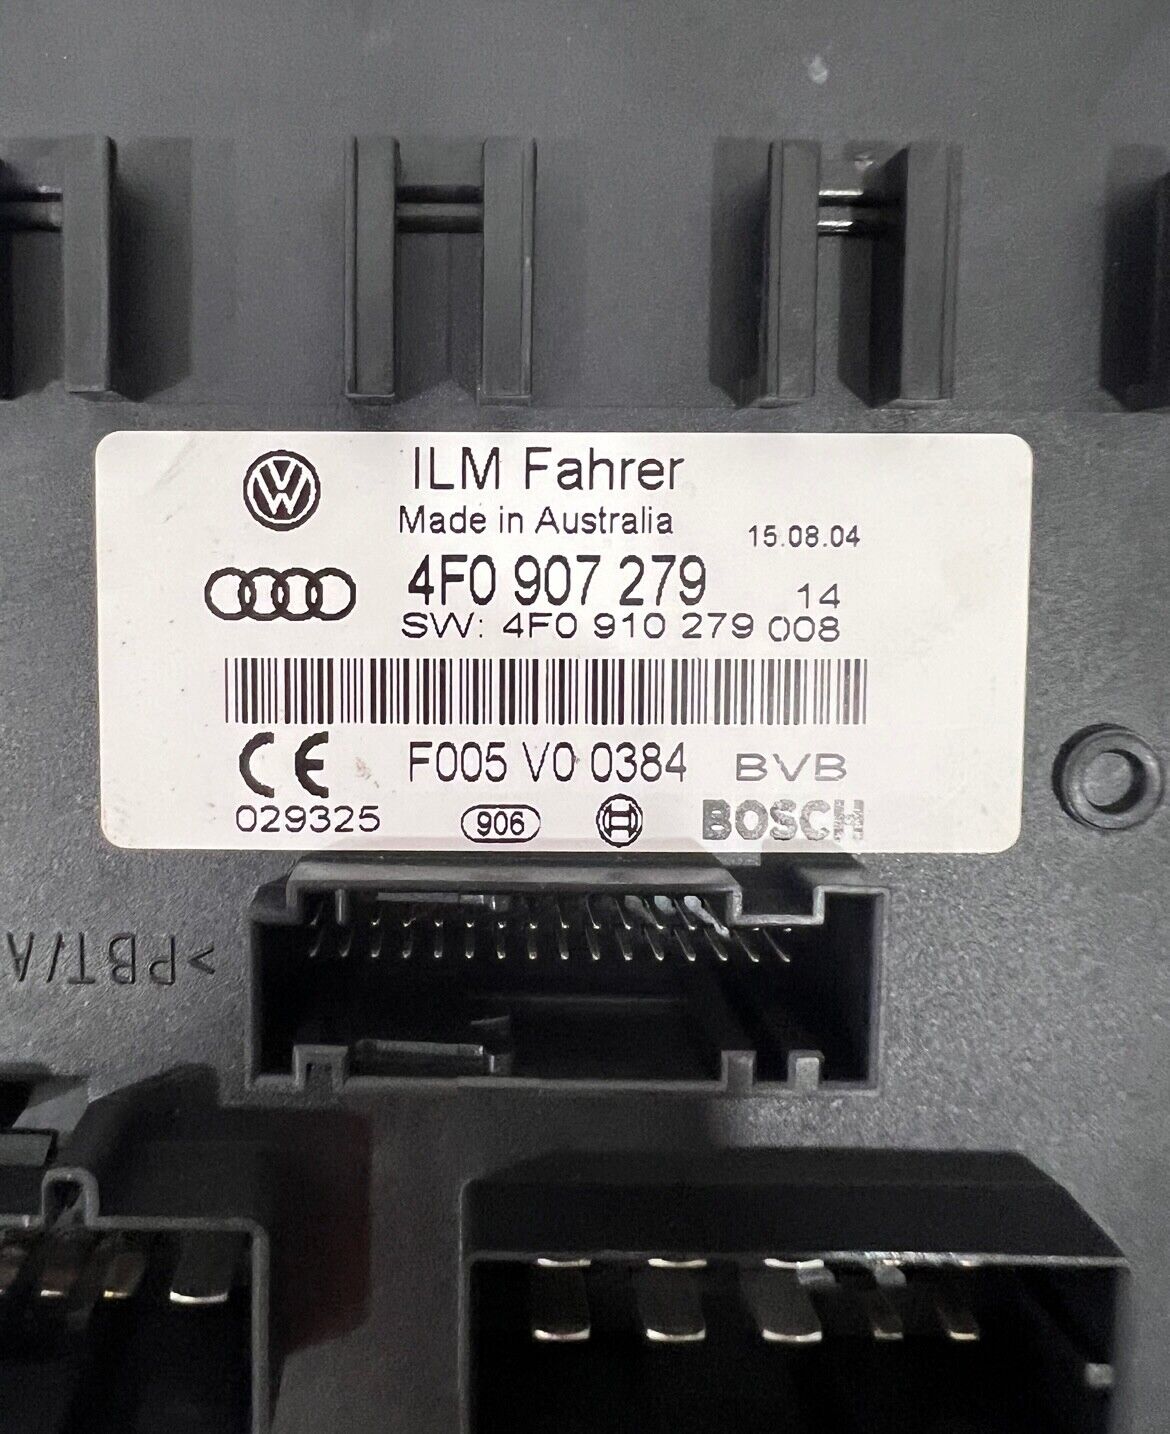 ILM Fahrer
Made in Australia
15.08.04
4F0 907 279
14
SW: 4F0 910 279 008
CE F005 V0 0384 BVB
029325 906 BOSCH
>PBT/A